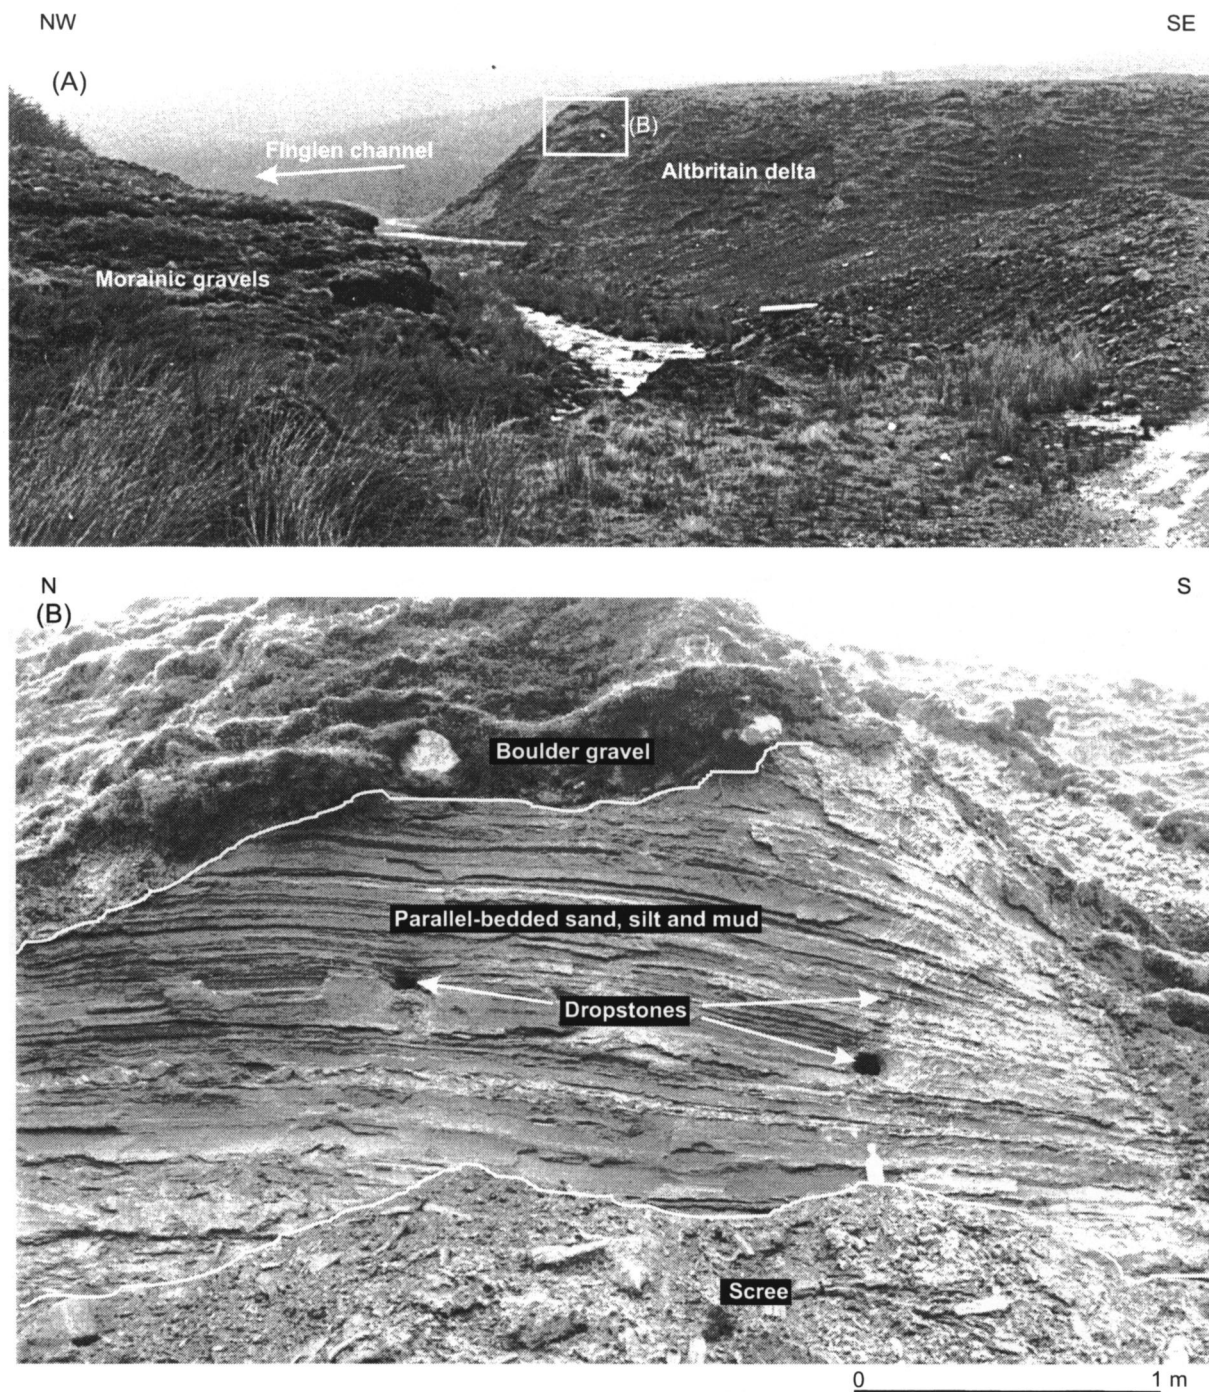 NW
SE
(A)
(B)
Finglen channel
Altbritain delta
Morainic gravels
N
S
(B)
Boulder gravel
Parallel-bedded sand, silt and mud
Dropstones
Scree
0
1 m